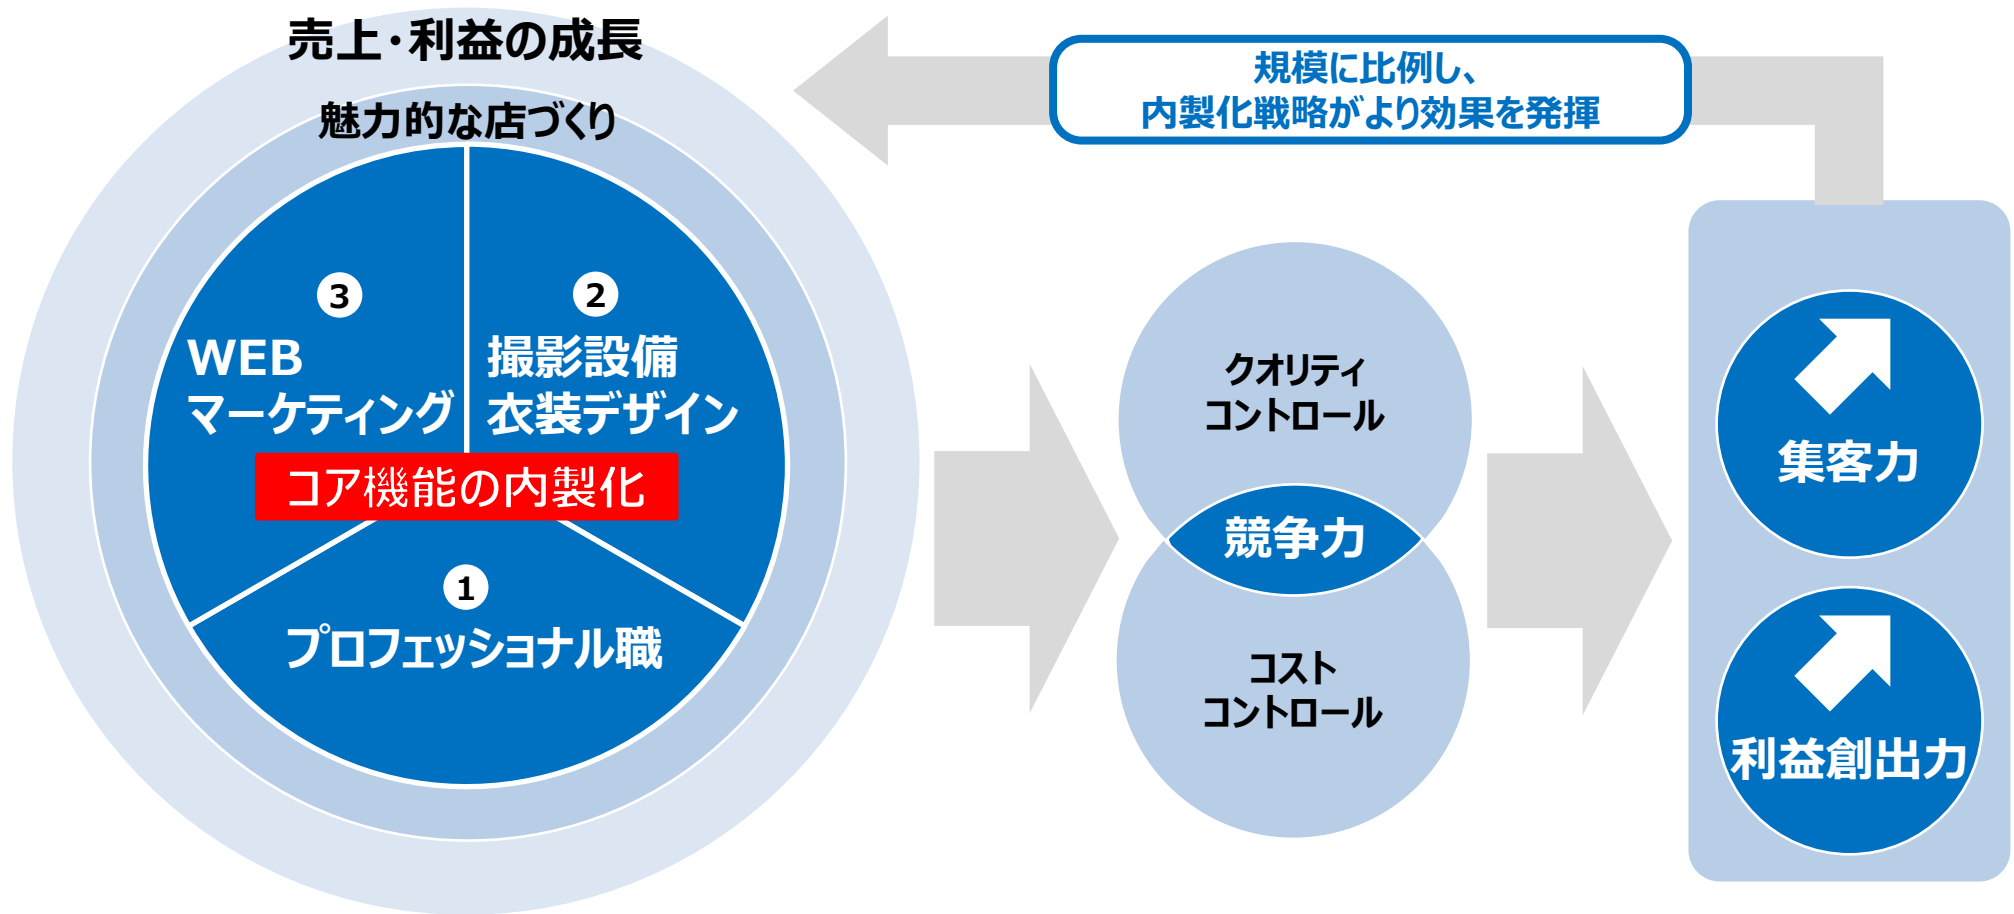 売上・利益の成長
魅力的な店づくり
❸
WEB
マーケティング
❷
撮影設備
衣装デザイン
コア機能の内製化
❶
プロフェッショナル職
規模に比例し、
内製化戦略がより効果を発揮
クオリティ
コントロール
競争力
コスト
コントロール
集客力
利益創出力